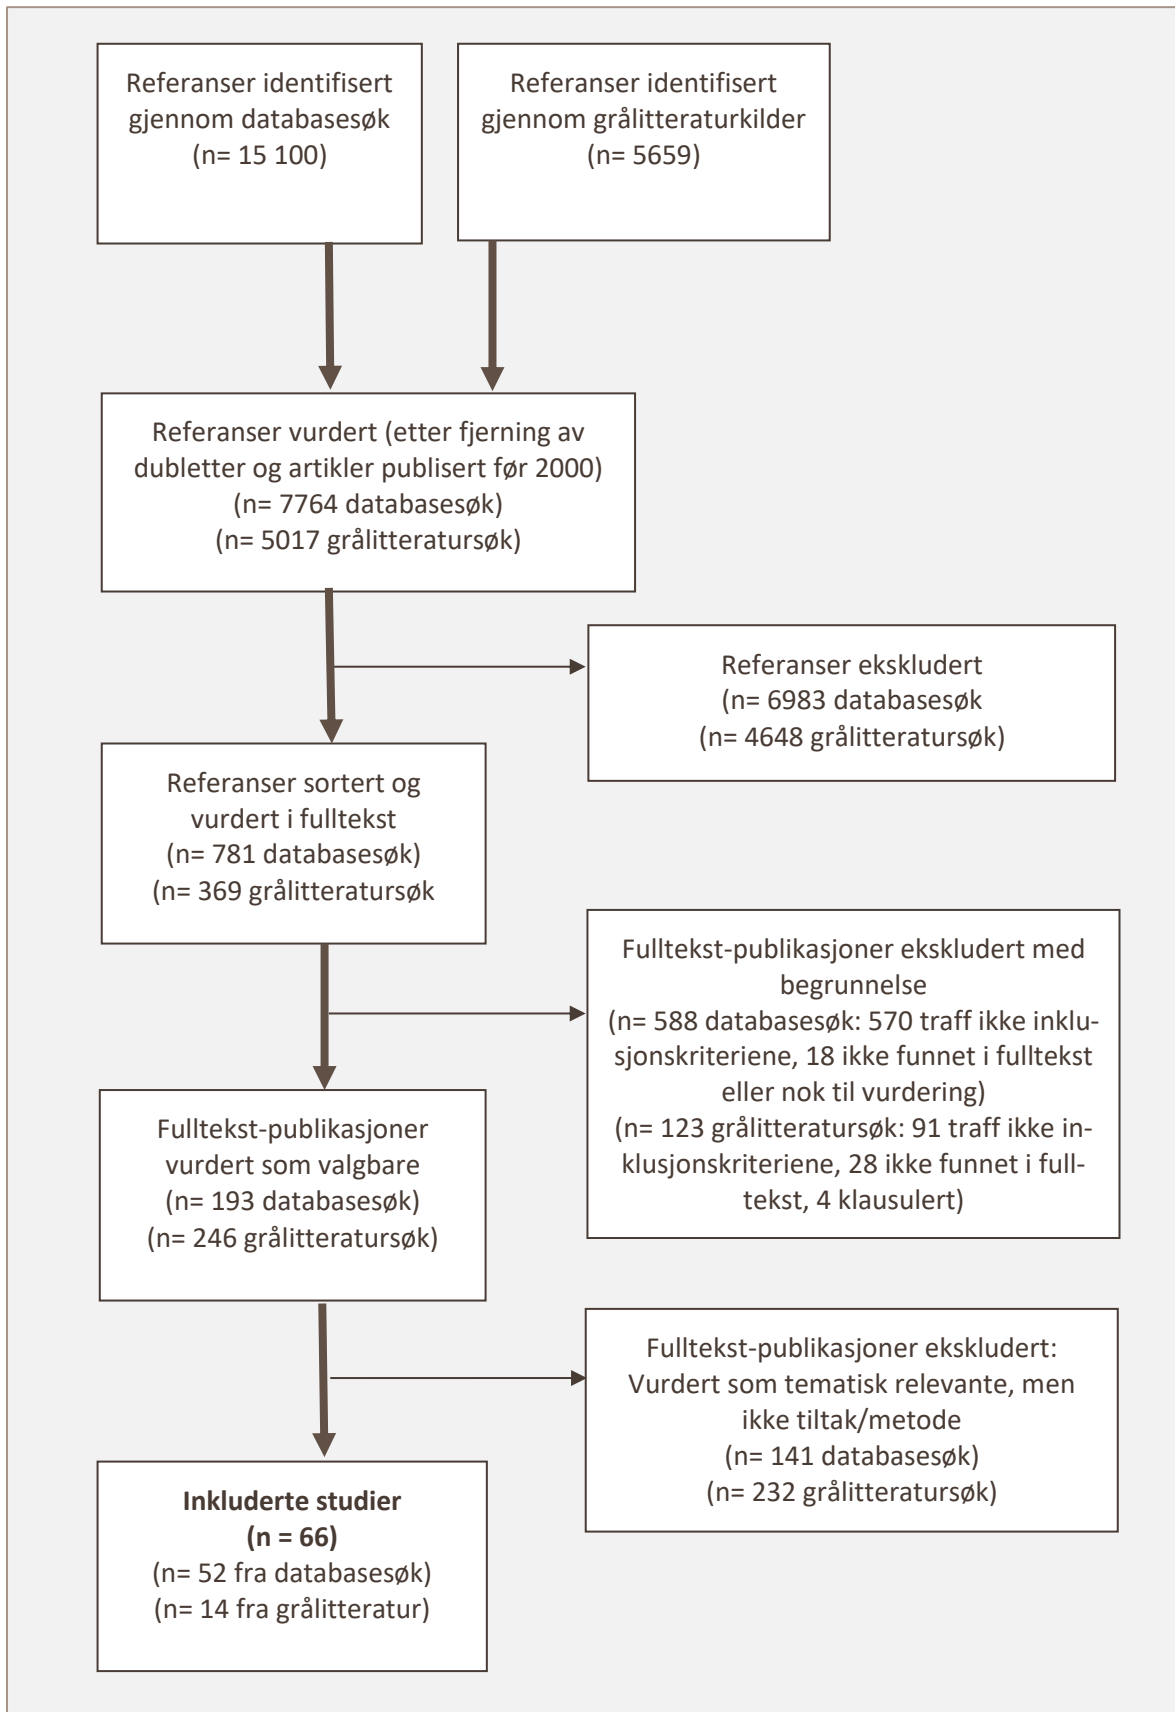 Referanser identifisert
gjennom databasesøk
(n= 15 100)
Referanser identifisert
gjennom grålitteraturkilder
(n= 5659)
Referanser vurdert (etter fjerning av
dubletter og artikler publisert før 2000)
(n= 7764 databasesøk)
(n= 5017 grålitteratursøk)
Referanser ekskludert
(n= 6983 databasesøk
(n= 4648 grålitteratursøk)
Referanser sortert og
vurdert i fulltekst
(n= 781 databasesøk)
(n= 369 grålitteratursøk
Fulltekst-publikasjoner ekskludert med
begrunnelse
(n= 588 databasesøk: 570 traff ikke inklu-
sjonskriteriene, 18 ikke funnet i fulltekst
eller nok til vurdering)
(n= 123 grålitteratursøk: 91 traff ikke in-
klusjonskriteriene, 28 ikke funnet i full-
tekst, 4 klausulert)
Fulltekst-publikasjoner
vurdert som valgbare
(n= 193 databasesøk)
(n= 246 grålitteratursøk)
Fulltekst-publikasjoner ekskludert:
Vurdert som tematisk relevante, men
ikke tiltak/metode
(n= 141 databasesøk)
(n= 232 grålitteratursøk)
Inkluderte studier
(n = 66)
(n= 52 fra databasesøk)
(n= 14 fra grålitteratur)